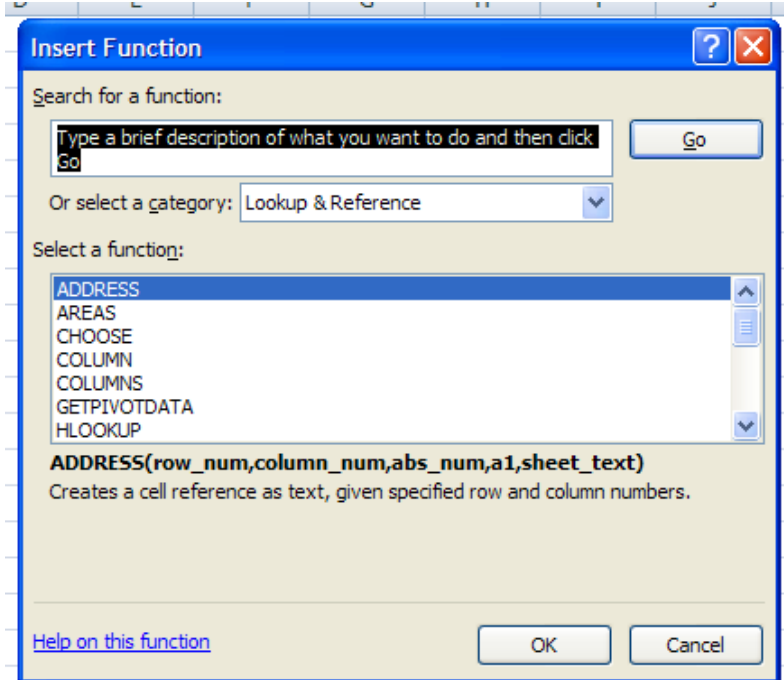 Insert Function
Search for a function:
Type a brief description of what you want to do and then click
Go
Go
Or select a category: Lookup & Reference
Select a function:
ADDRESS
AREAS
CHOOSE
COLUMN
COLUMNS
GETPIVOTDATA
HLOOKUP
ADDRESS(row_num,column_num,abs_num,a1,sheet_text)
Creates a cell reference as text, given specified row and column numbers.
Help on this function
OK
Cancel